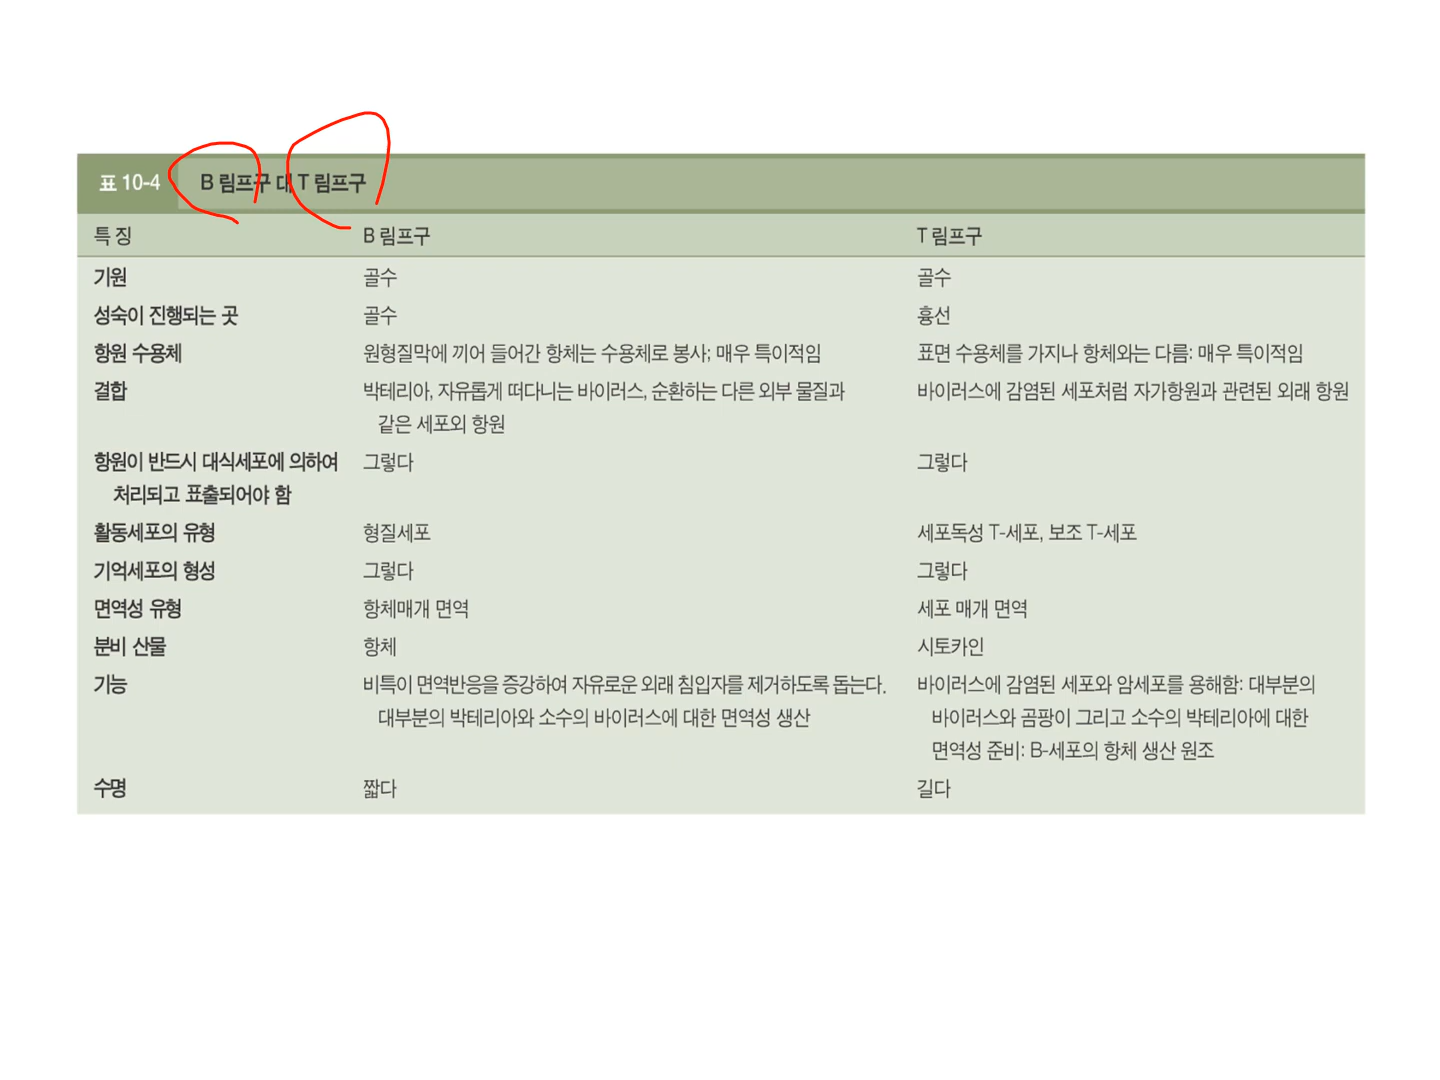 표 10-4 B 림프구 대 T 림프구
특 징 B 림프구 T 림프구
기원 골수 골수
성숙이 진행되는 곳 골수 흉선
항원 수용체 원형질막에 끼어 들어간 항체는 수용체로 봉사; 매우 특이적임 표면 수용체를 가지나 항체와는 다름: 매우 특이적임
결합 박테리아, 자유롭게 떠다니는 바이러스, 순환하는 다른 외부 물질과 바이러스에 감염된 세포처럼 자가항원과 관련된 외래 항원
같은 세포외 항원
항원이 반드시 대식세포에 의하여 그렇다 그렇다
처리되고 표출되어야 함
활동세포의 유형 형질세포 세포독성 T-세포, 보조 T-세포
기억세포의 형성 그렇다 그렇다
면역성 유형 항체매개 면역 세포 매개 면역
분비 산물 항체 시토카인
기능 비특이 면역반응을 증강하여 자유로운 외래 침입자를 제거하도록 돕는다. 바이러스에 감염된 세포와 암세포를 용해함: 대부분의
대부분의 박테리아와 소수의 바이러스에 대한 면역성 생산 바이러스와 곰팡이 그리고 소수의 박테리아에 대한
면역성 준비: B-세포의 항체 생산 원조
수명 짧다 길다